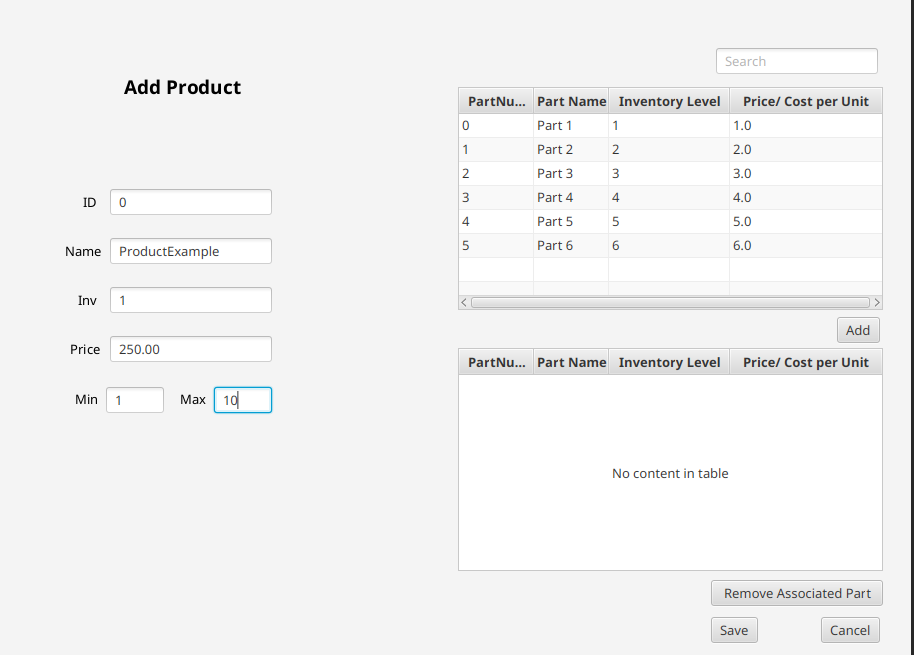 Add Product
ID 0
Name ProductExample
Inv 1
Price 250.00
Min 1 Max 10
Search
PartNu... Part Name Inventory Level Price/ Cost per Unit
0 Part 1 1 1.0
1 Part 2 2 2.0
2 Part 3 3 3.0
3 Part 4 4 4.0
4 Part 5 5 5.0
5 Part 6 6 6.0
Add
PartNu... Part Name Inventory Level Price/ Cost per Unit
No content in table
Remove Associated Part
Save Cancel